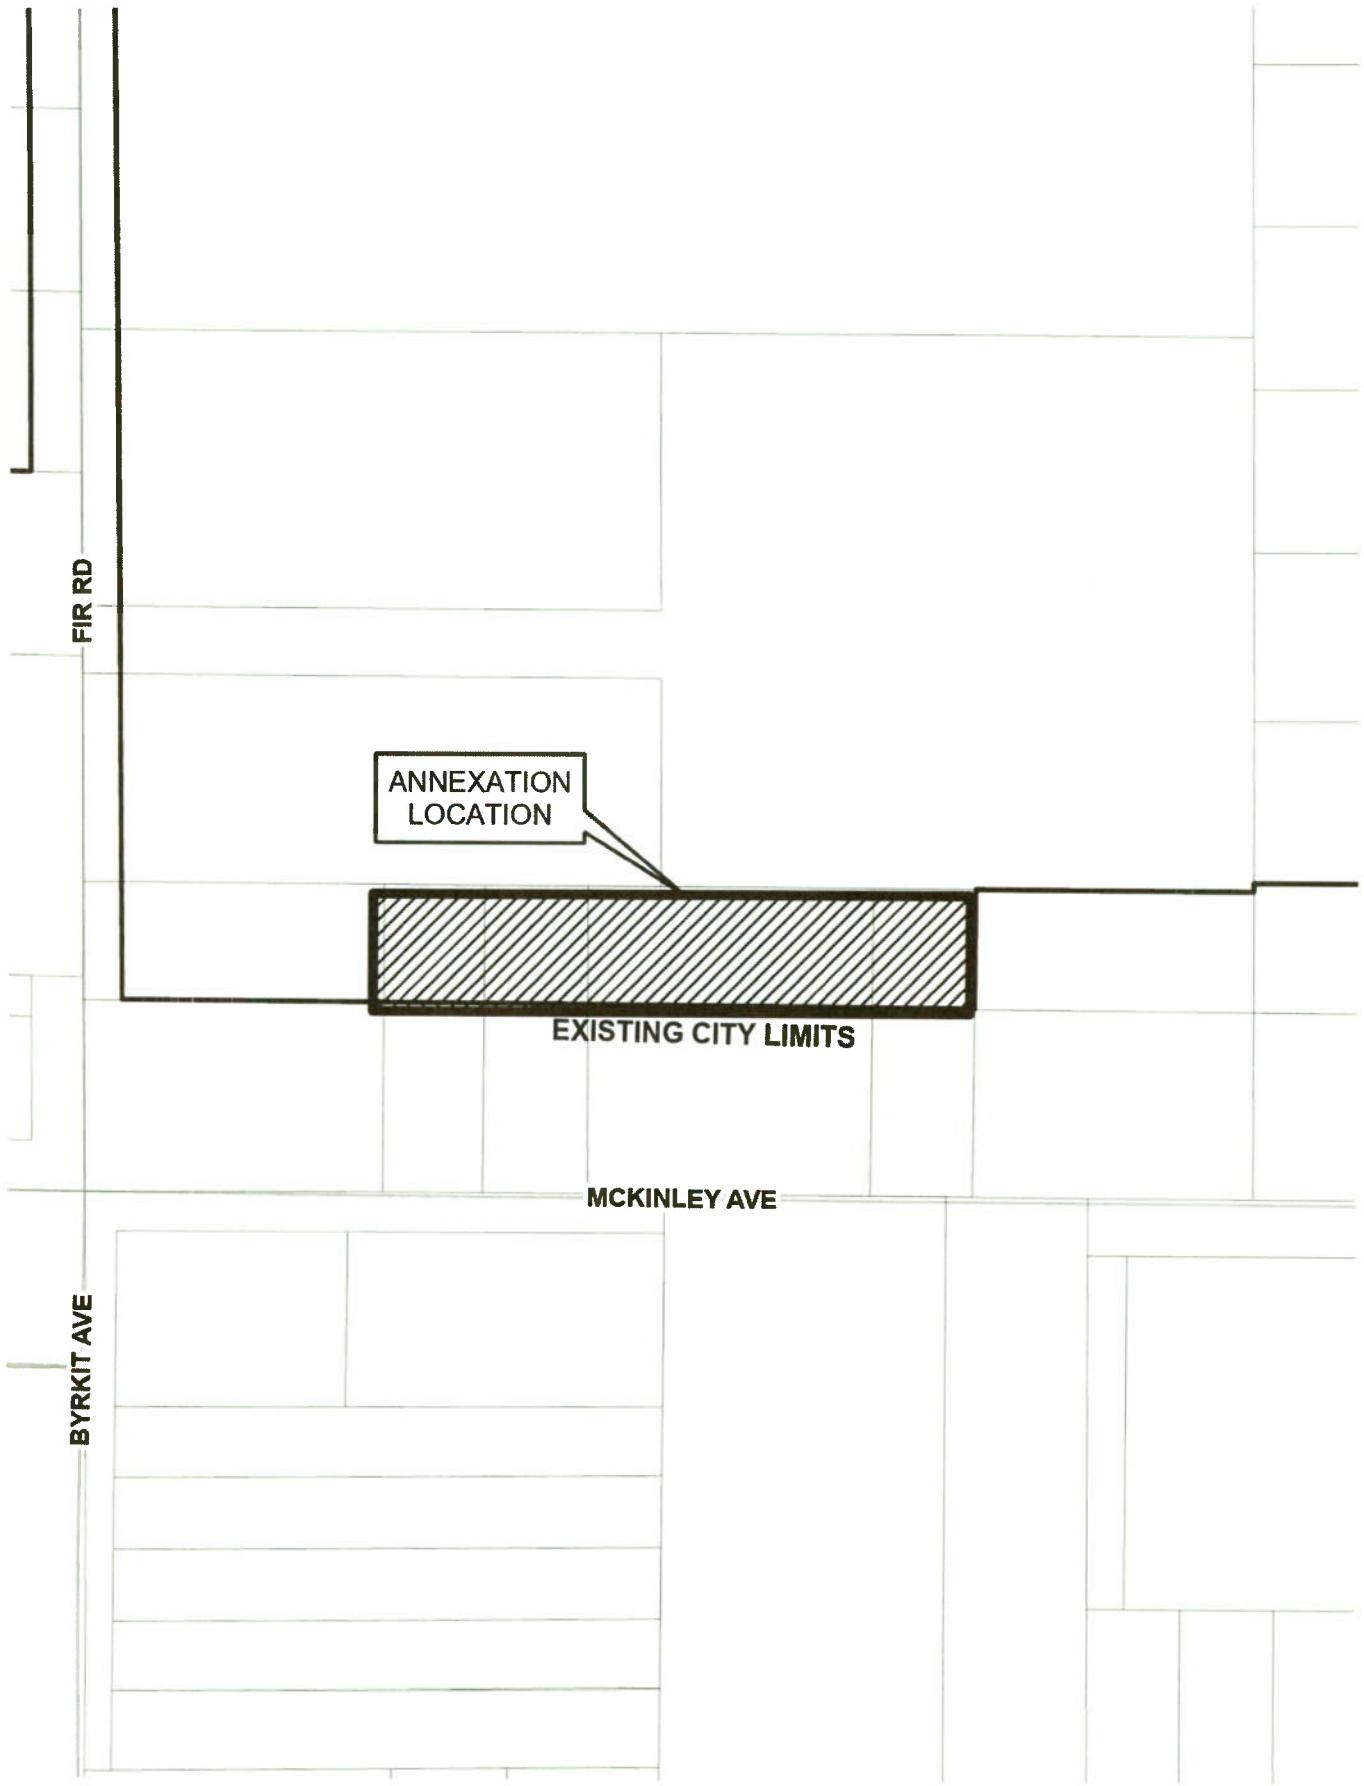 FIR RD
ANNEXATION
LOCATION
EXISTING CITY LIMITS
MCKINLEY AVE
BYRKIT AVE